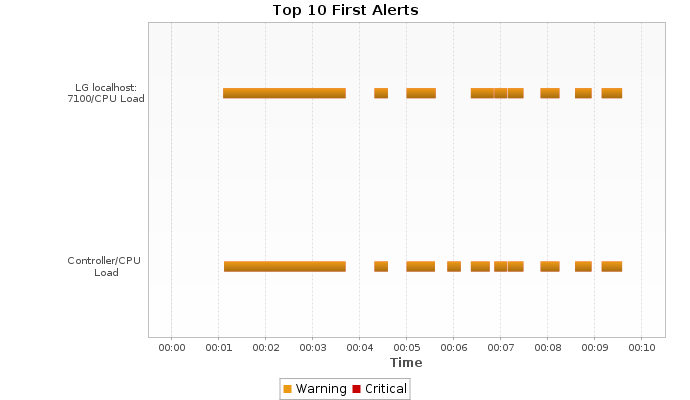 Top 10 First Alerts
LG localhost:
7100/CPU Load
Controller/CPU
Load
00:00 00:01 00:02 00:03 00:04 00:05 00:06 00:07 00:08 00:09 00:10
Time
Warning Critical